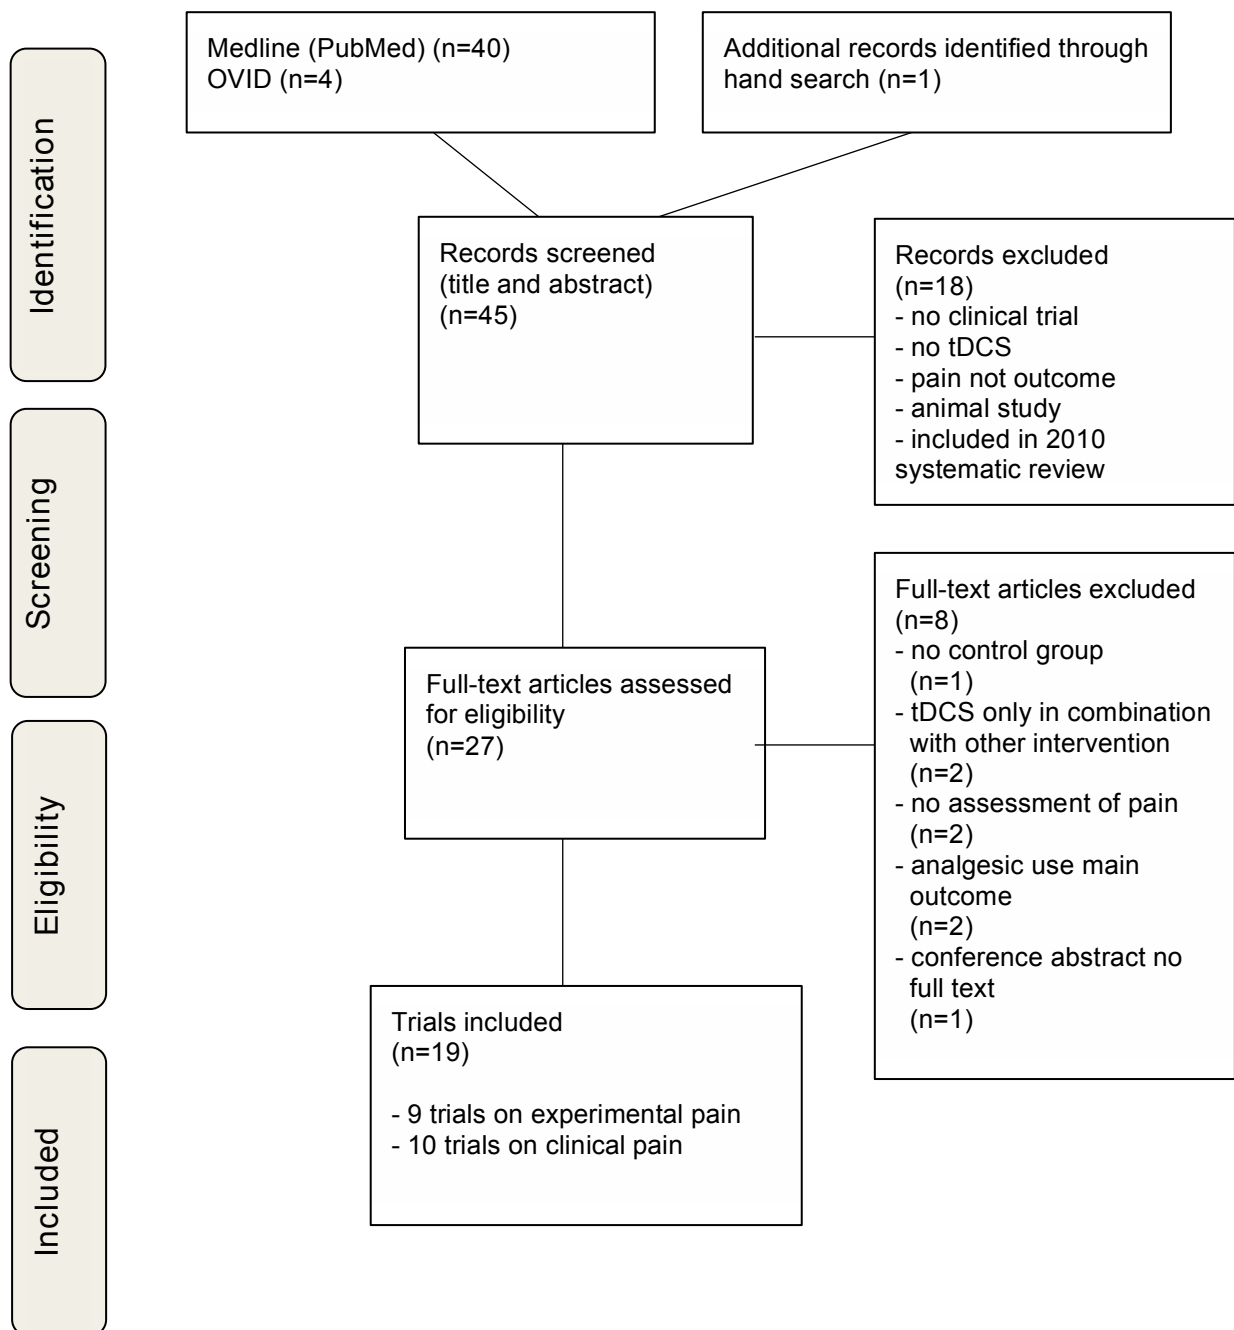 Identification
Medline (PubMed) (n=40)
OVID (n=4)
Additional records identified through
hand search (n=1)
Records screened
(title and abstract)
(n=45)
Records excluded
(n=18)
- no clinical trial
- no tDCS
- pain not outcome
- animal study
- included in 2010
systematic review
Screening
Full-text articles assessed
for eligibility
(n=27)
Full-text articles excluded
(n=8)
- no control group
(n=1)
- tDCS only in combination
with other intervention
(n=2)
- no assessment of pain
(n=2)
- analgesic use main
outcome
(n=2)
- conference abstract no
full text
(n=1)
Eligibility
Trials included
(n=19)
- 9 trials on experimental pain
- 10 trials on clinical pain
Included